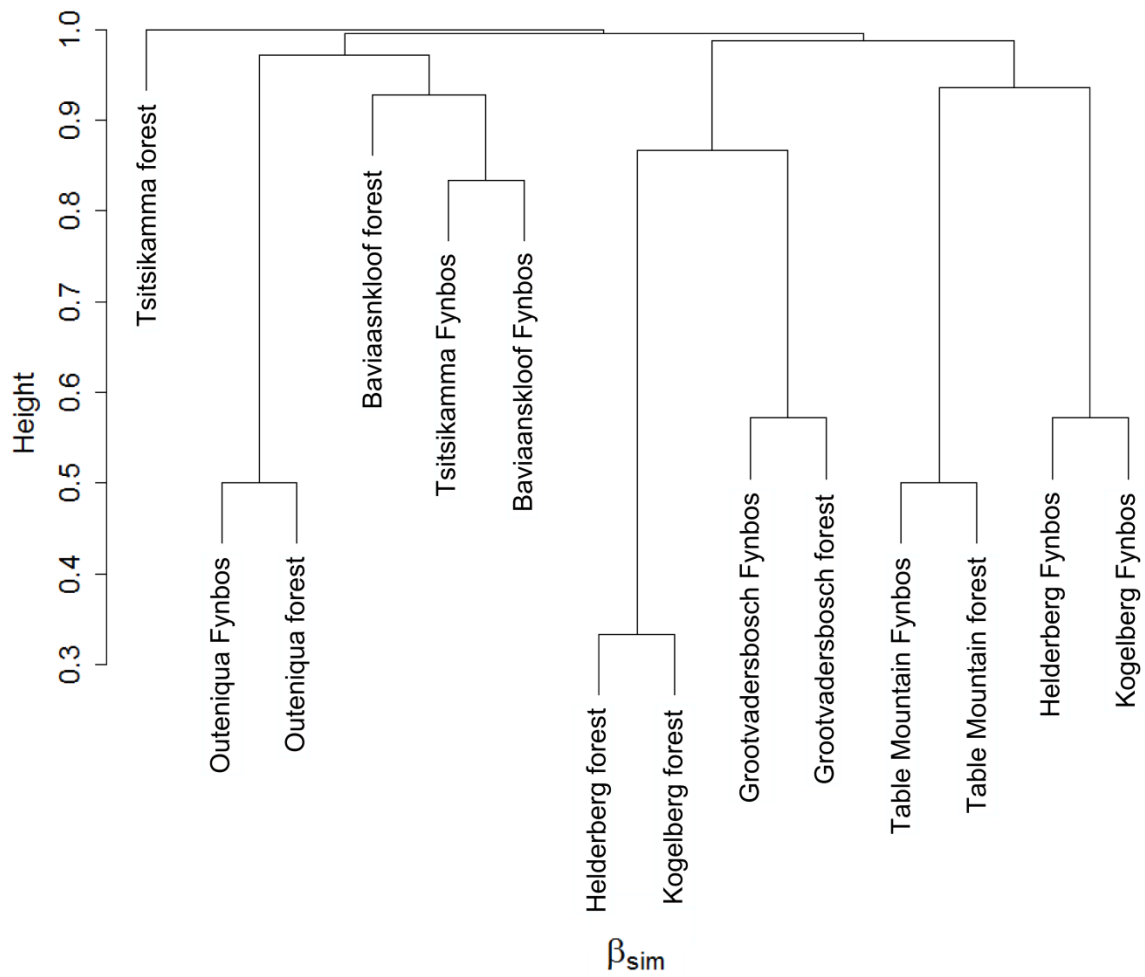 1.0
0.9
0.8
0.7
0.6
0.5
0.4
0.3
Height
Tsitsikamma forest
Outeniqua Fynbos
Outeniqua forest
Baviaasnkloof forest
Tsitsikamma Fynbos
Baviaanskloof Fynbos
Helderberg forest
Kogelberg forest
Grootvadersbosch Fynbos
Grootvadersbosch forest
Table Mountain Fynbos
Table Mountain forest
Helderberg Fynbos
Kogelberg Fynbos
βsim